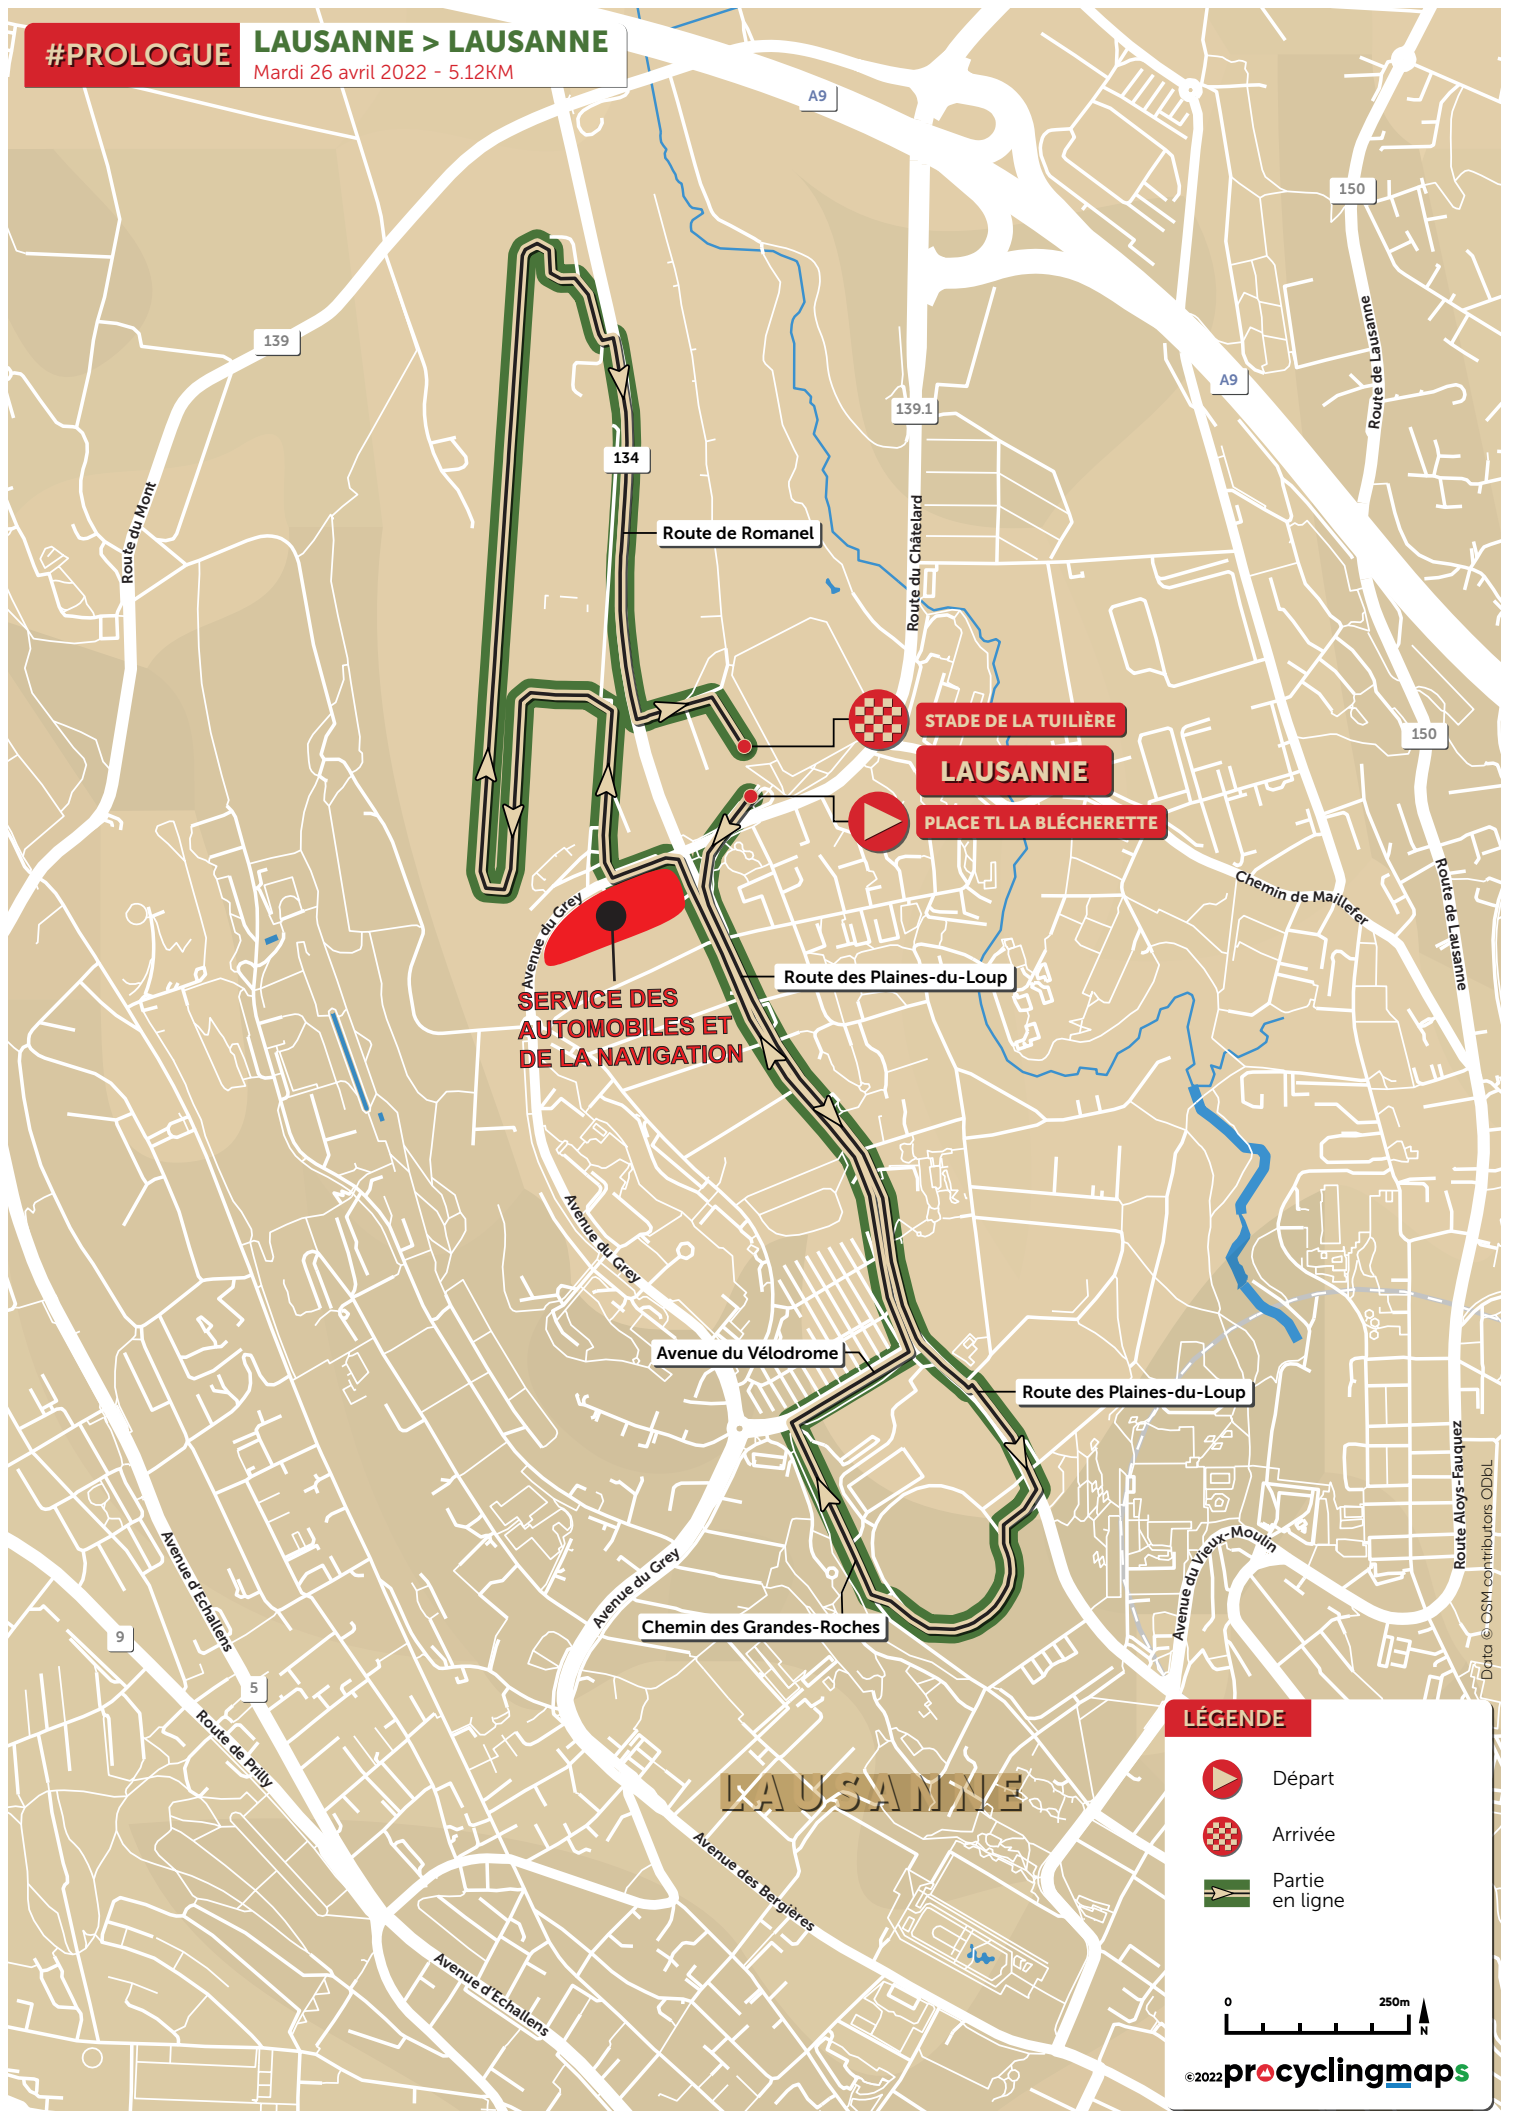 #PROLOGUE
LAUSANNE > LAUSANNE
Mardi 26 avril 2022 - 5.12KM
A9
150
139
Route de Lausanne
A9
139.1
134
Route du Mont
Route de Romanel
Route du Châtelard
STADE DE LA TUILIÈRE
150
LAUSANNE
PLACE TL LA BLÉCHERETTE
Chemin de Maillefer
Route de Lausanne
Avenue du Grey
Route des Plaines-du-Loup
SERVICE DES
AUTOMOBILES ET
DE LA NAVIGATION
Avenue du Grey
Avenue du Vélodrome
Route des Plaines-du-Loup
Route Aloys-Fauquez
Data © OSM contributors ODbL
Avenue d'Echallens
Avenue du Grey
Avenue du Vieux-Moulin
Chemin des Grandes-Roches
9
5
Route de Prilly
LAUSANNE
Avenue des Bergières
Avenue d'Echallens
LÉGENDE
Départ
Arrivée
Partie
en ligne
0 250m
N
©2022 procyclingmaps